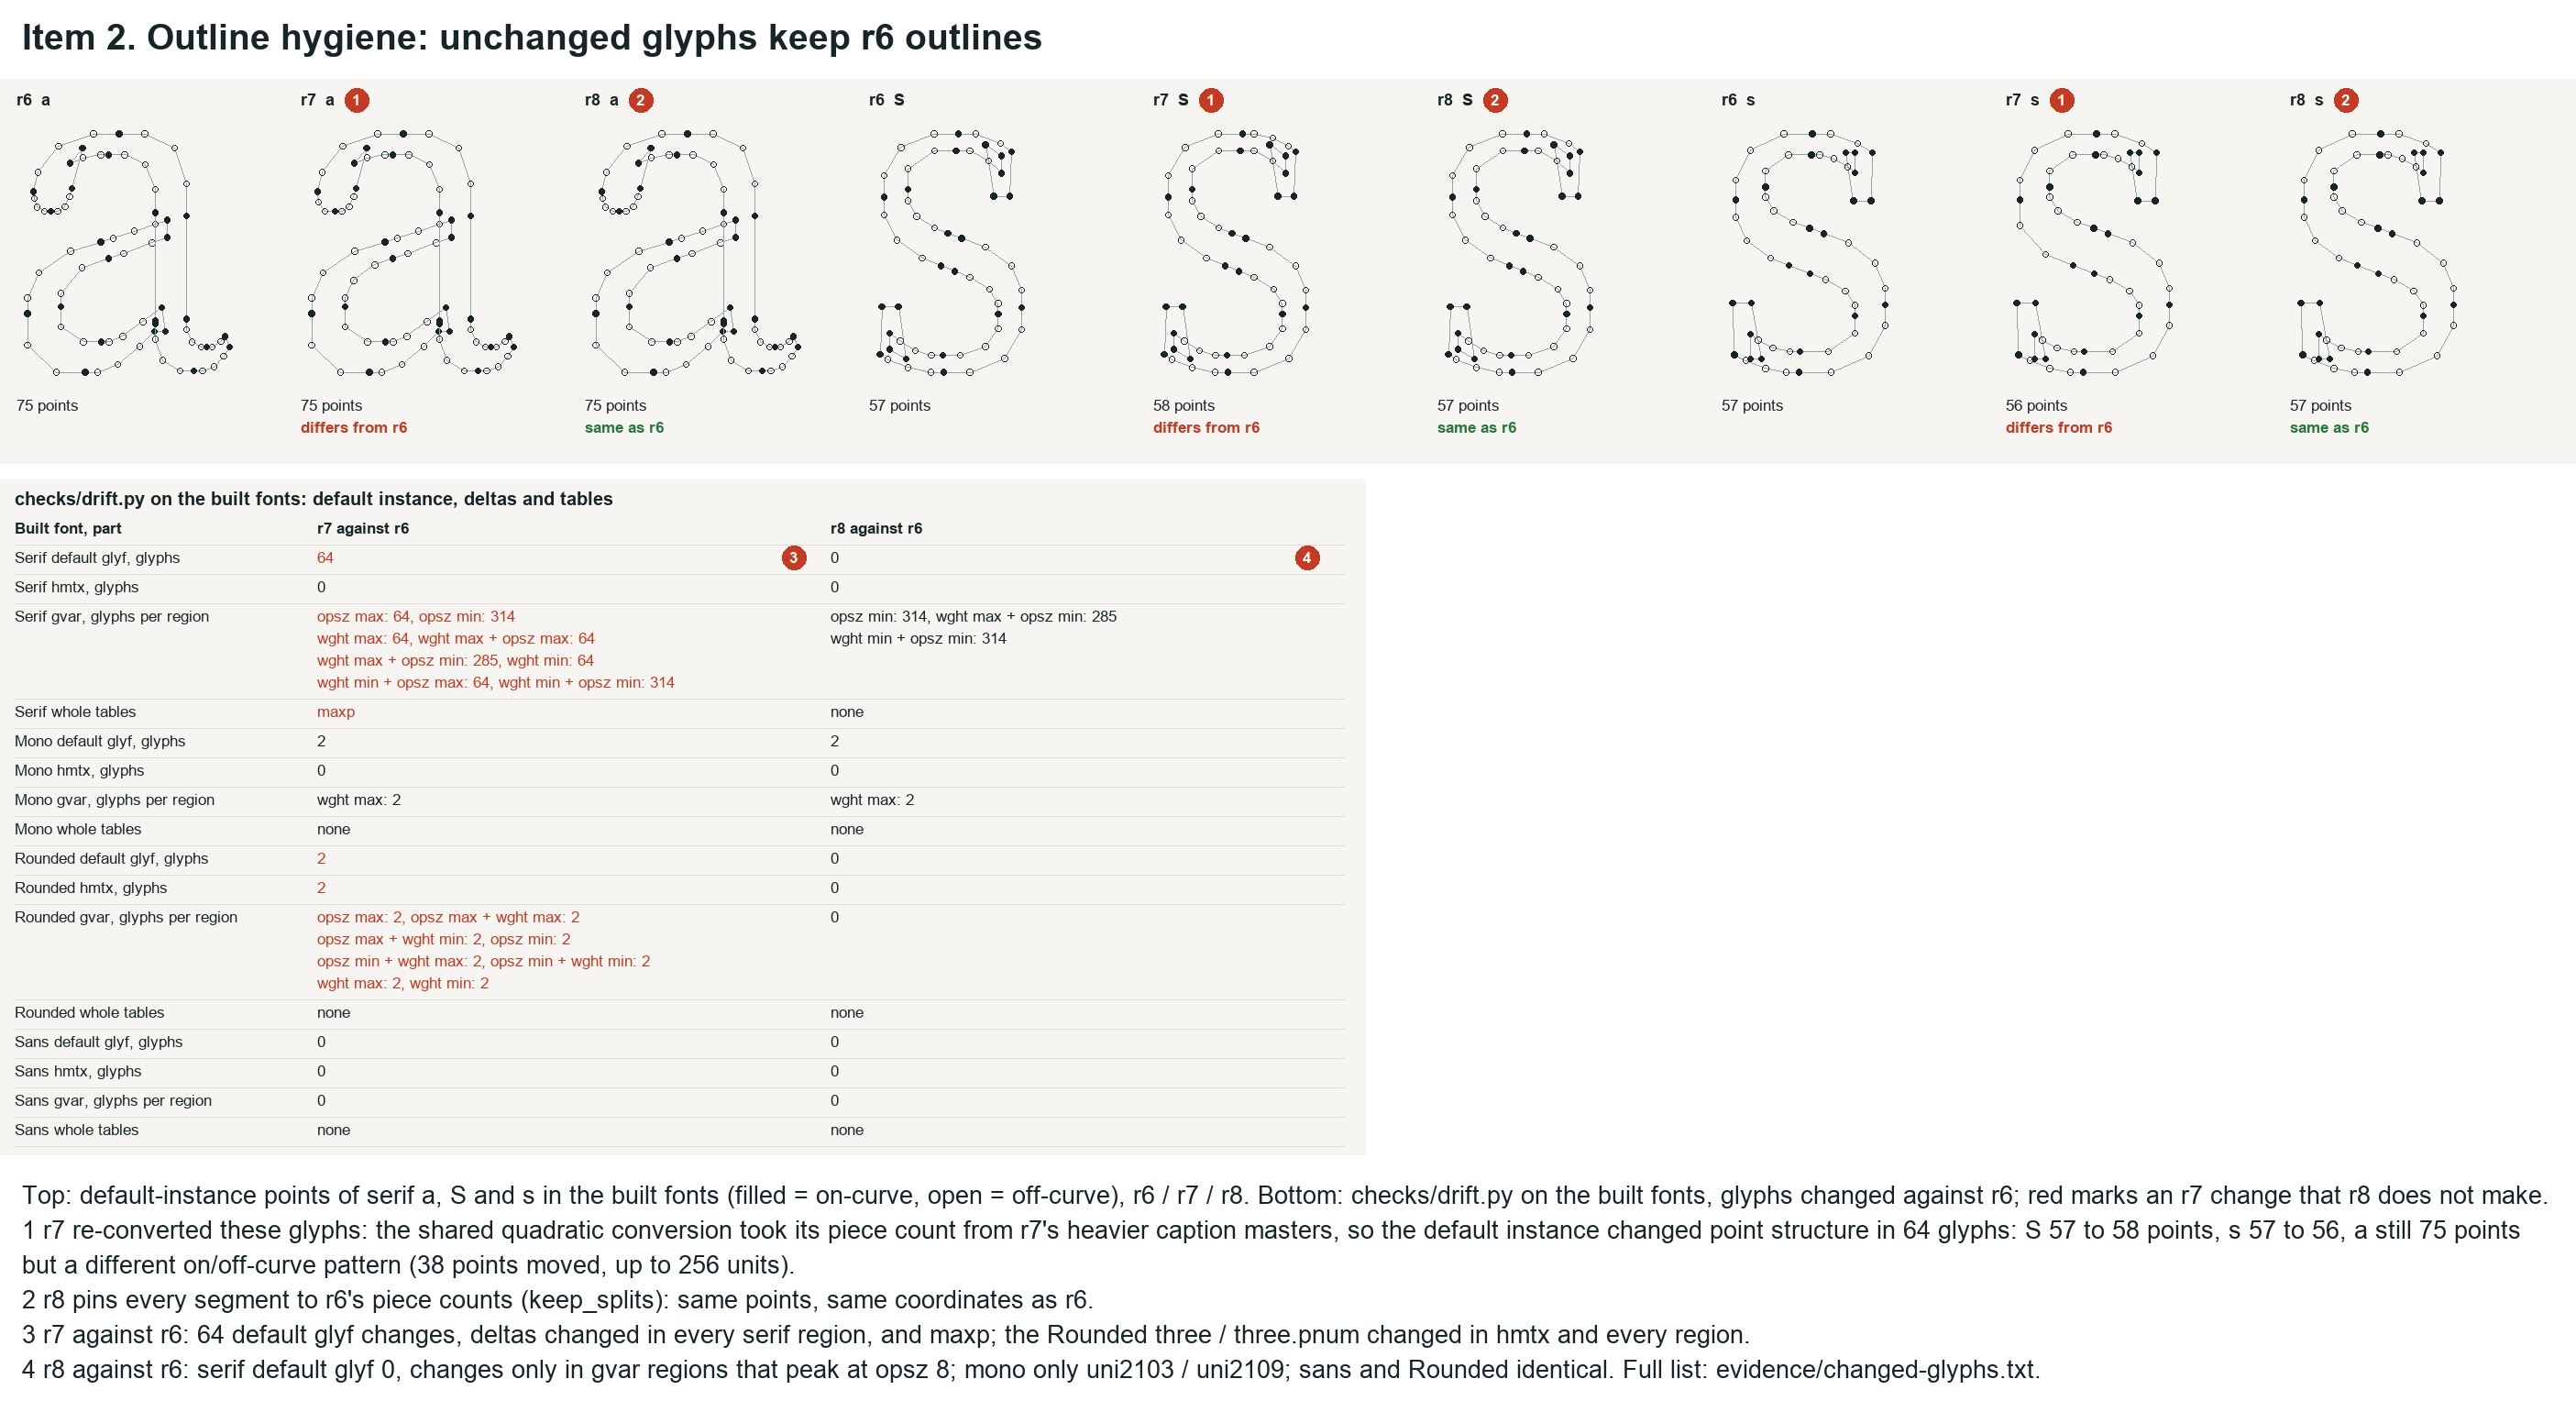 Item 2. Outline hygiene: unchanged glyphs keep r6 outlines
r6 a
r7 a 1
r8 a 2
r6 S
r7 S 1
r8 S 2
r6 s
r7 s 1
r8 s 2
75 points
75 points
75 points
57 points
58 points
57 points
57 points
56 points
57 points
differs from r6
same as r6
differs from r6
same as r6
differs from r6
same as r6
checks/drift.py on the built fonts: default instance, deltas and tables
Built font, part r7 against r6 r8 against r6
Serif default glyf, glyphs 64 3 0 4
Serif hmtx, glyphs 0 0
Serif gvar, glyphs per region opsz max: 64, opsz min: 314 opsz min: 314, wght max + opsz min: 285
wght max: 64, wght max + opsz max: 64 wght min + opsz min: 314
wght max + opsz min: 285, wght min: 64
wght min + opsz max: 64, wght min + opsz min: 314
Serif whole tables maxp none
Mono default glyf, glyphs 2 2
Mono hmtx, glyphs 0 0
Mono gvar, glyphs per region wght max: 2 wght max: 2
Mono whole tables none none
Rounded default glyf, glyphs 2 0
Rounded hmtx, glyphs 2 0
Rounded gvar, glyphs per region opsz max: 2, opsz max + wght max: 2 0
opsz max + wght min: 2, opsz min: 2
opsz min + wght max: 2, opsz min + wght min: 2
wght max: 2, wght min: 2
Rounded whole tables none none
Sans default glyf, glyphs 0 0
Sans hmtx, glyphs 0 0
Sans gvar, glyphs per region 0 0
Sans whole tables none none
Top: default-instance points of serif a, S and s in the built fonts (filled = on-curve, open = off-curve), r6 / r7 / r8. Bottom: checks/drift.py on the built fonts, glyphs changed against r6; red marks an r7 change that r8 does not make.
1 r7 re-converted these glyphs: the shared quadratic conversion took its piece count from r7's heavier caption masters, so the default instance changed point structure in 64 glyphs: S 57 to 58 points, s 57 to 56, a still 75 points
but a different on/off-curve pattern (38 points moved, up to 256 units).
2 r8 pins every segment to r6's piece counts (keep_splits): same points, same coordinates as r6.
3 r7 against r6: 64 default glyf changes, deltas changed in every serif region, and maxp; the Rounded three / three.pnum changed in hmtx and every region.
4 r8 against r6: serif default glyf 0, changes only in gvar regions that peak at opsz 8; mono only uni2103 / uni2109; sans and Rounded identical. Full list: evidence/changed-glyphs.txt.